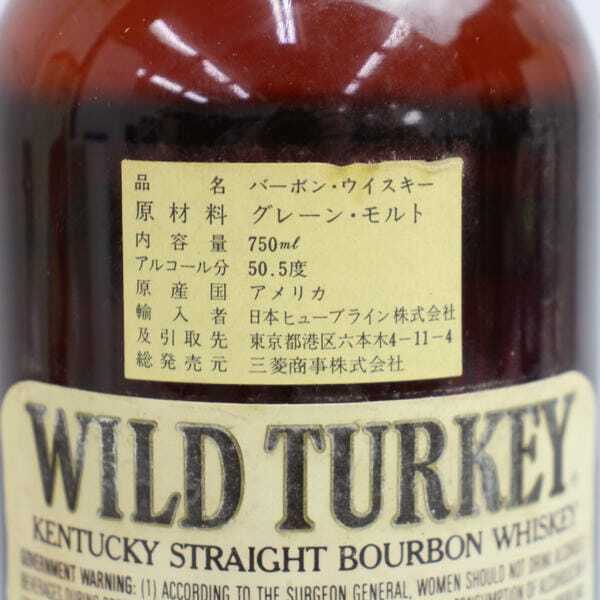 品名 バーボン・ウイスキー
原材料 グレーン・モルト
内容量 750ml
アルコール分 50.5度
原産国 アメリカ
輸入者 日本ヒューブライン株式会社
及引取先 東京都港区六本木4-11-4
総発売元 三菱商事株式会社
WILD TURKEY
KENTUCKY STRAIGHT BOURBON WHISKEY
GOVERNMENT WARNING: (1) ACCORDING TO THE SURGEON GENERAL, WOMEN SHOULD NOT DRINK
BEVERAGES DURING